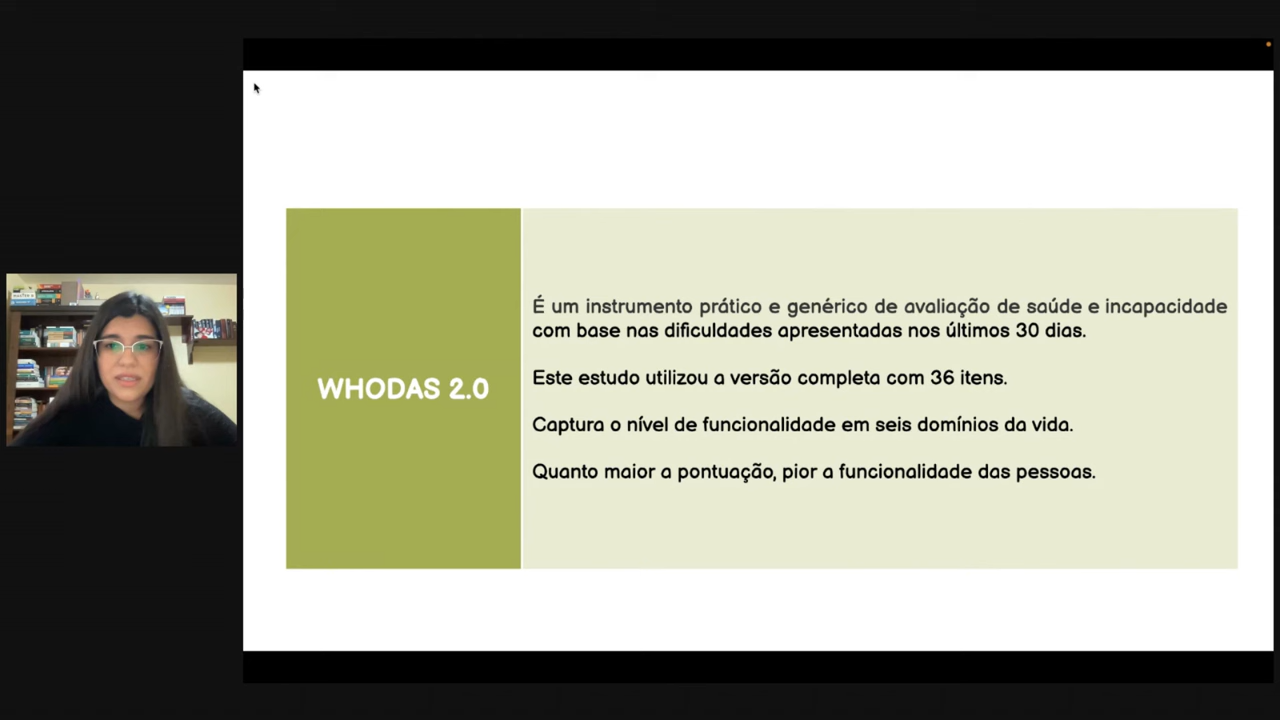 WHODAS 2.0
É um instrumento prático e genérico de avaliação de saúde e incapacidade
com base nas dificuldades apresentadas nos últimos 30 dias.
Este estudo utilizou a versão completa com 36 itens.
Captura o nível de funcionalidade em seis domínios da vida.
Quanto maior a pontuação, pior a funcionalidade das pessoas.